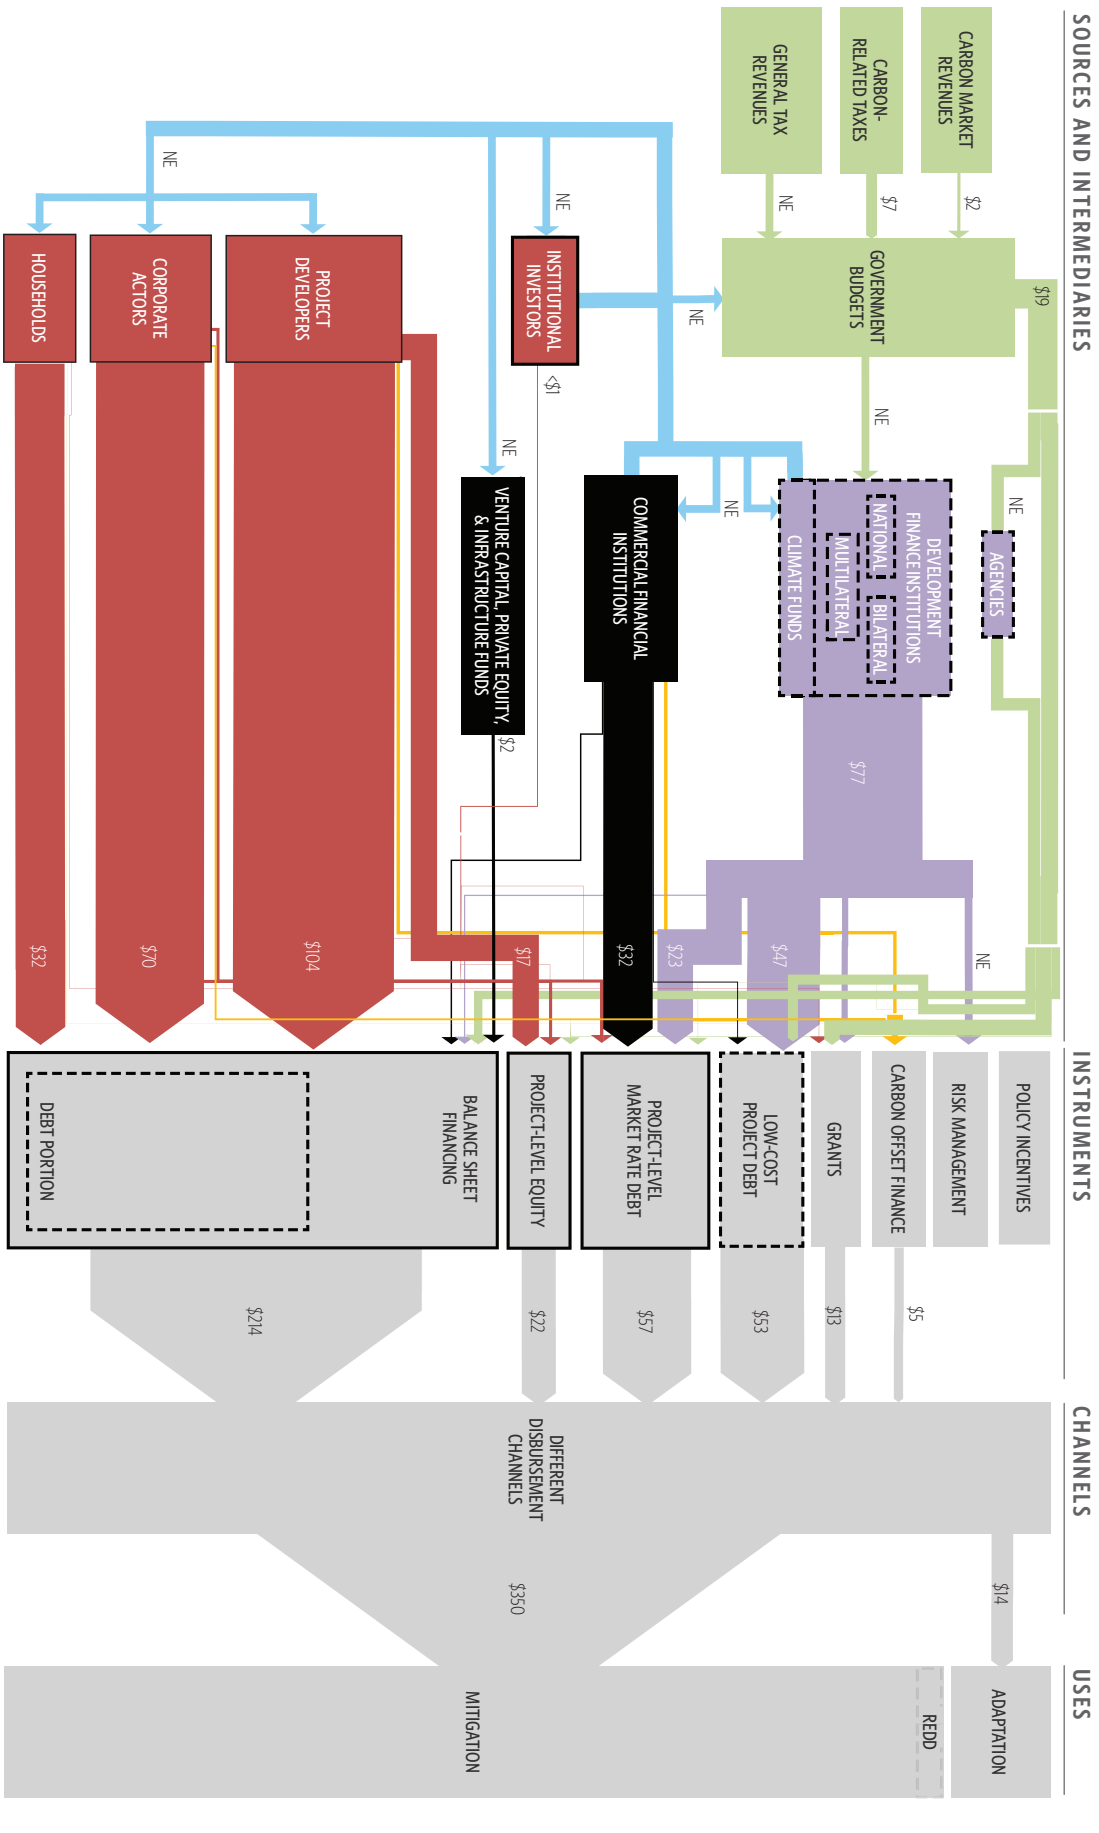 SOURCES AND INTERMEDIARIES
INSTRUMENTS
CHANNELS
USES
CARBON MARKET
REVENUES
$2
CARBON-
RELATED TAXES
$7
GENERAL TAX
REVENUES
NE
GOVERNMENT
BUDGETS
$19
NE
NE
NE
AGENCIES
DEVELOPMENT
FINANCE INSTITUTIONS
NATIONAL
BILATERAL
MULTILATERAL
CLIMATE FUNDS
$77
NE
NE
COMMERCIAL FINANCIAL
INSTITUTIONS
NE
INSTITUTIONAL
INVESTORS
<$1
NE
VENTURE CAPITAL, PRIVATE EQUITY,
& INFRASTRUCTURE FUNDS
$2
NE
PROJECT
DEVELOPERS
CORPORATE
ACTORS
HOUSEHOLDS
$47
$23
$32
$17
$104
$70
$32
POLICY INCENTIVES
RISK MANAGEMENT
CARBON OFFSET FINANCE
GRANTS
LOW-COST
PROJECT DEBT
PROJECT-LEVEL
MARKET RATE DEBT
PROJECT-LEVEL EQUITY
BALANCE SHEET
FINANCING
DEBT PORTION
$5
$13
$53
$57
$22
$214
DIFFERENT
DISBURSEMENT
CHANNELS
$14
$350
ADAPTATION
REDD
MITIGATION